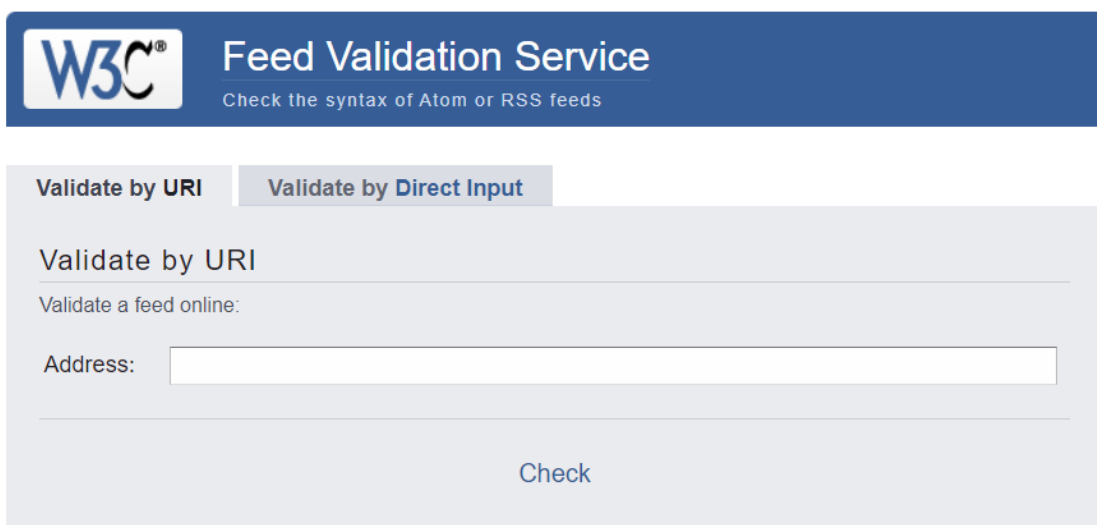 W3C®
Feed Validation Service
Check the syntax of Atom or RSS feeds
Validate by URI
Validate by Direct Input
Validate by URI
Validate a feed online:
Address:
Check